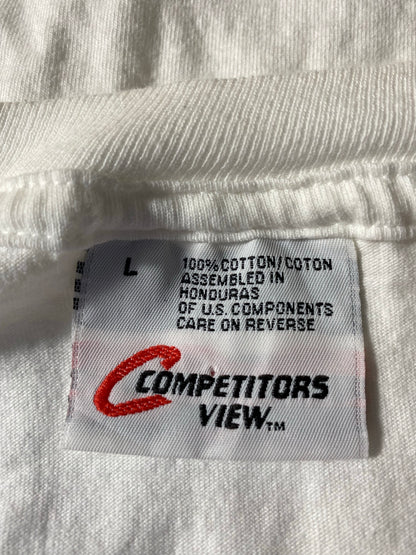 L
100% COTTON/COTON
ASSEMBLED IN
HONDURAS
OF U.S. COMPONENTS
CARE ON REVERSE
COMPETITORS
VIEW™